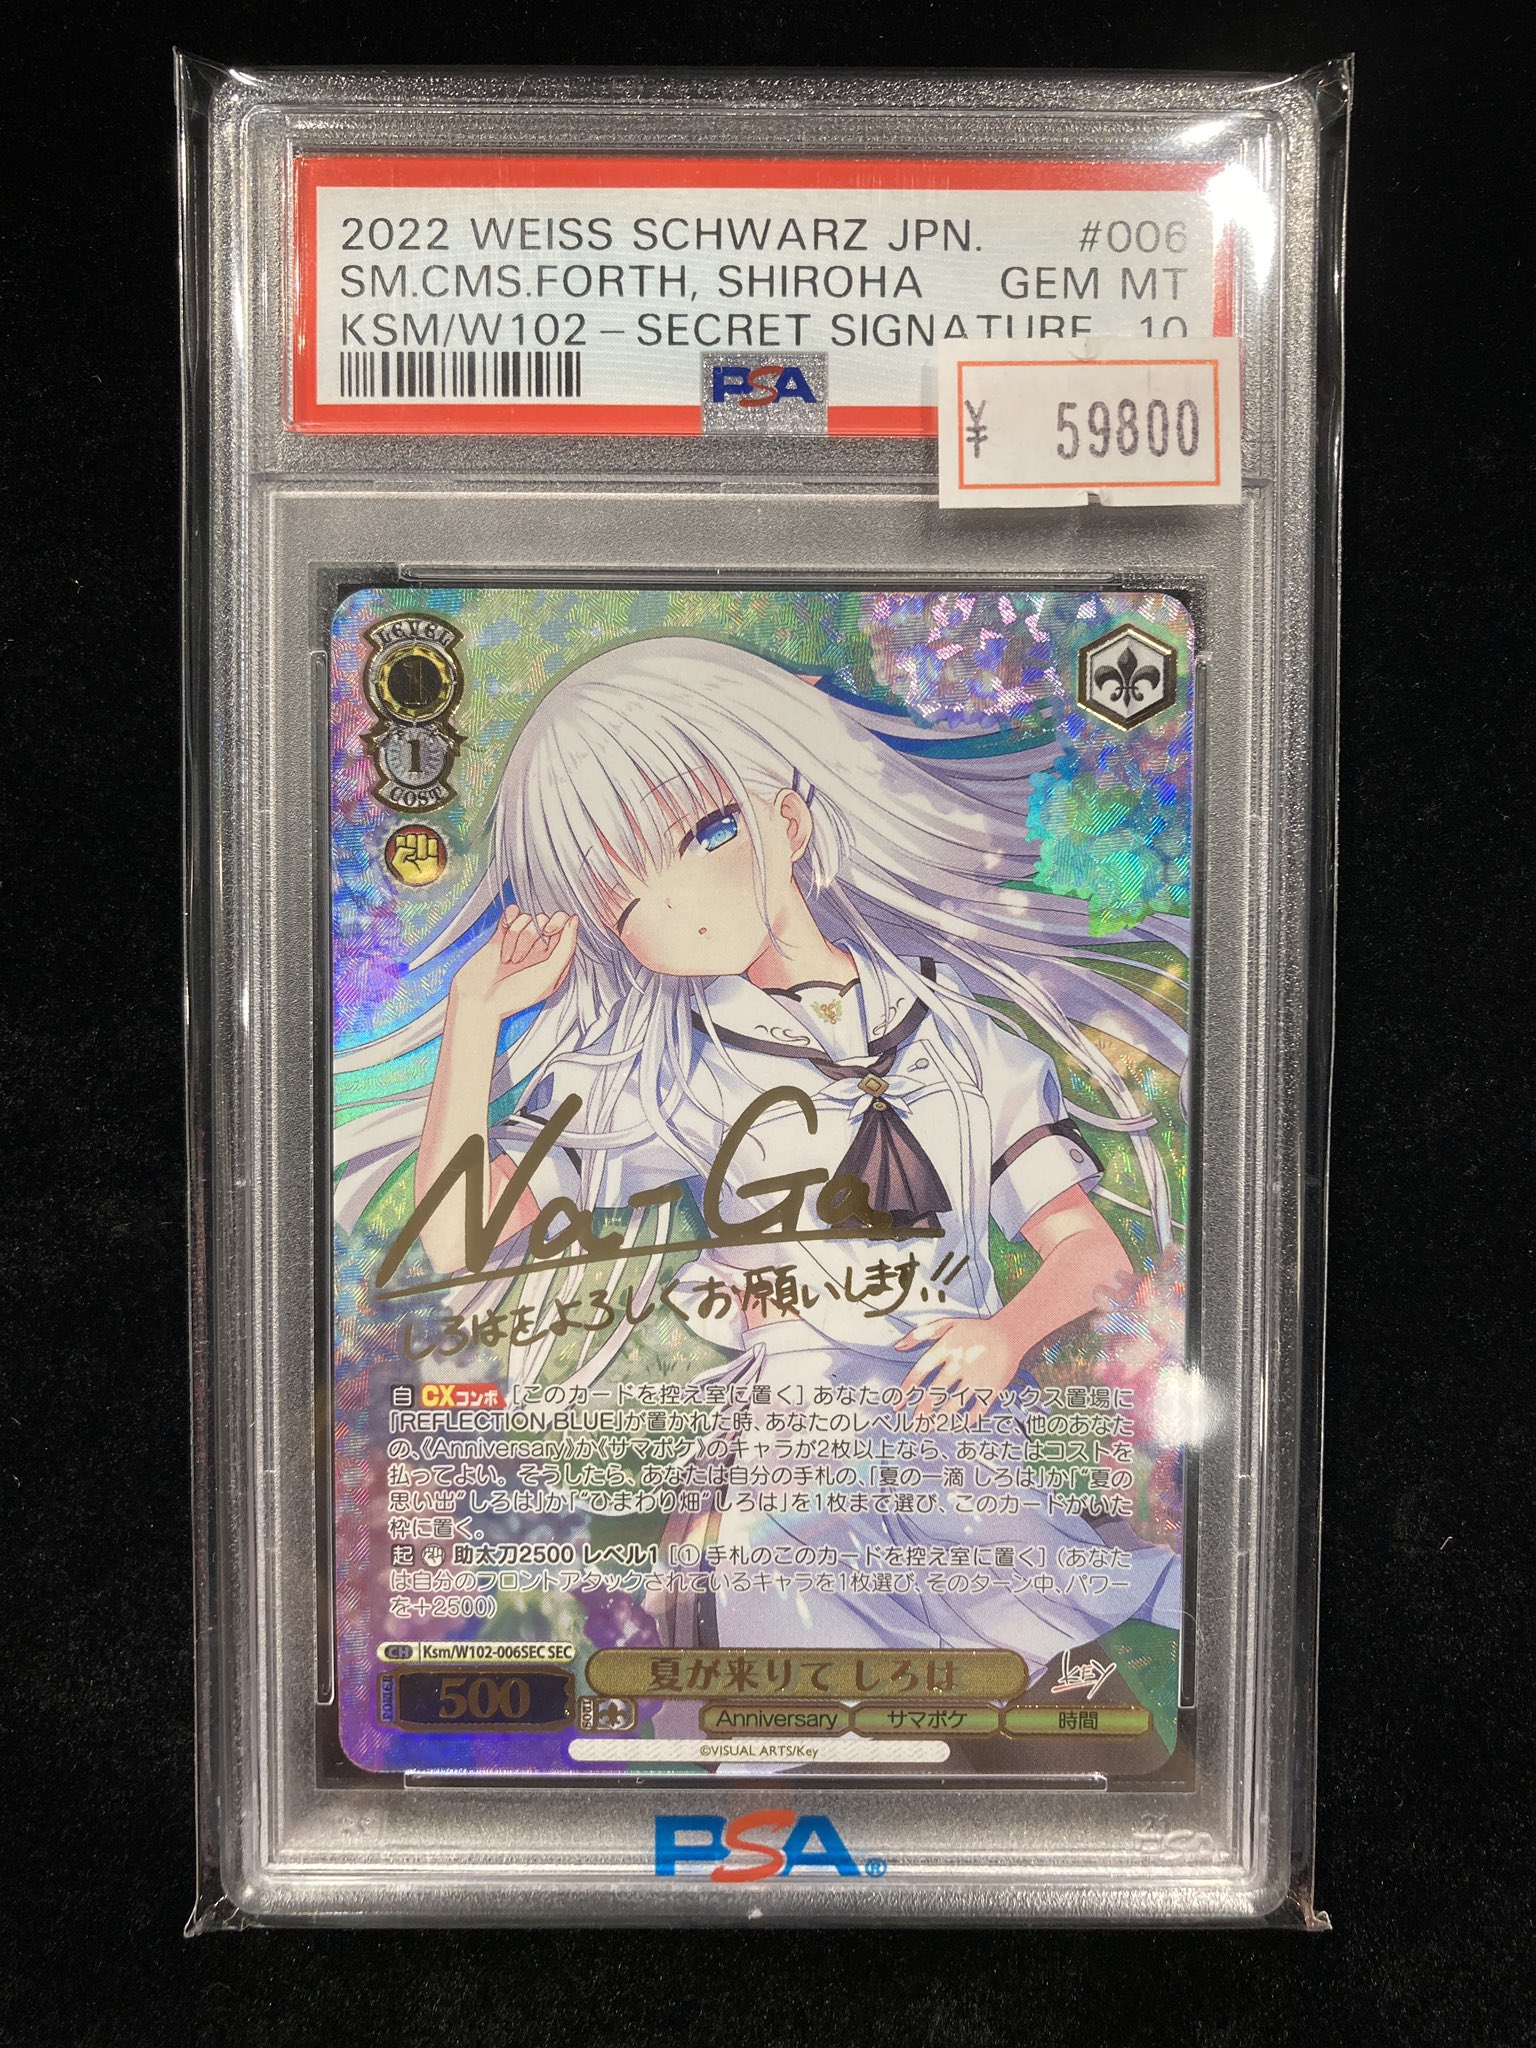 2022 WEISS SCHWARZ JPN. #006
SM.CMS.FORTH, SHIROHA GEM MT
KSM/W102-SECRET SIGNATURE 10
PSA
¥ 59800
LEVEL
1
1
COST
Na-Ga
しろはをよろしくお願いします!!
自 CXコンボ [このカードを控え室に置く] あなたのクライマックス置場に
「REFLECTION BLUE」が置かれた時、あなたのレベルが2以上で、他のあなた
の、《Anniversary》か《サマポケ》のキャラが2枚以上なら、あなたはコストを
払ってよい。そうしたら、あなたは自分の手札の、「夏の一滴 しろは」か「“夏の
思い出”しろは」か「“ひまわり畑”しろは」を1枚まで選び、このカードがいた
枠に置く。
起 助太刀2500 レベル1 [① 手札のこのカードを控え室に置く] (あなた
は自分のフロントアタックされているキャラを1枚選び、そのターン中、パワー
を+2500)
CH Ksm/W102-006SEC SEC
夏が来りて しろは
POWER 500 SOUL
Anniversary サマポケ 時間
©VISUAL ARTS/Key
PSA®